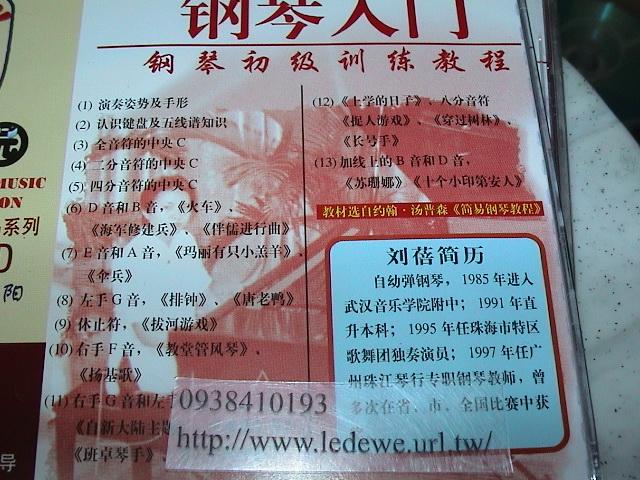 钢琴入门
钢琴初级训练教程
(1) 演奏姿势及手形
(2) 认识键盘及五线谱知识
(3) 全音符的中央C
(4) 二分音符的中央C
(5) 四分音符的中央C
(6) D音和B音，《火车》、
《海军修建兵》、《伴儒进行曲》
(7) E音和A音，《玛丽有只小羔羊》、
《伞兵》
(8) 左手G音，《排钟》、《唐老鸭》
(9) 休止符，《拔河游戏》
(10) 右手F音，《教堂管风琴》、
《扬基歌》
(11) 右手G音和左手
《自新大陆主题
《班卓琴手》、
(12)《上学的日子》、八分音符
《捉人游戏》、《穿过树林》、
《长号手》
(13) 加线上的B音和D音，
《苏珊娜》《十个小印第安人》
教材选自约翰·汤普森《简易钢琴教程》
刘蓓简历
自幼弹钢琴，1985年进入
武汉音乐学院附中；1991年直
升本科；1995年任珠海市特区
歌舞团独奏演员；1997年任广
州珠江琴行专职钢琴教师，曾
多次在省、市、全国比赛中获
0938410193
http://www.ledewe.url.tw/
元
MUSIC
ON
系列
D
阳
导